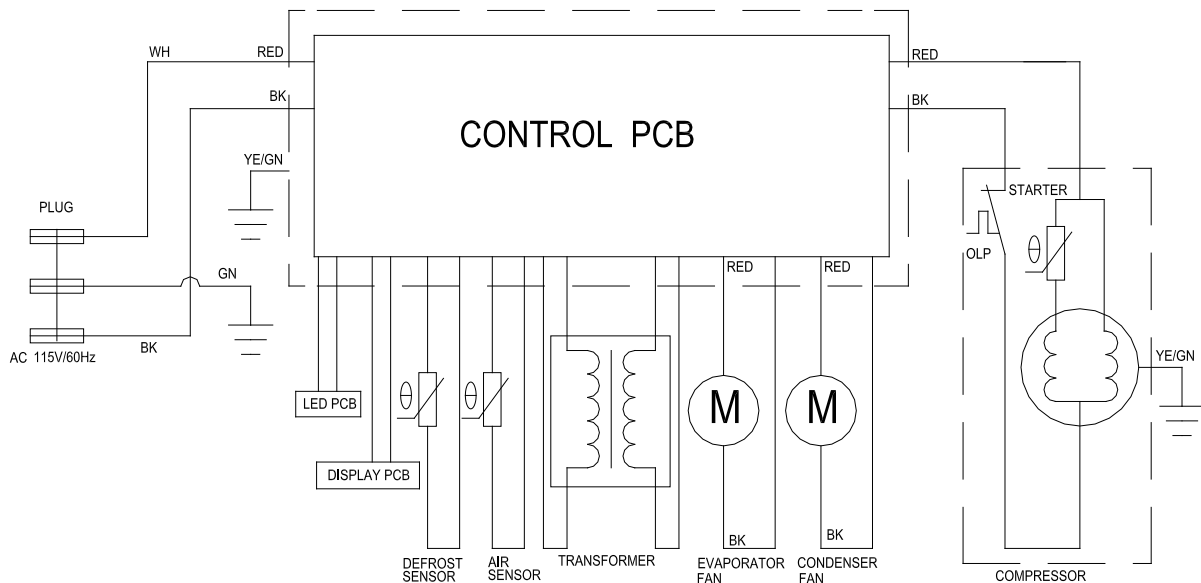 WH
RED
RED
BK
BK
CONTROL PCB
YE/GN
PLUG
STARTER
OLP
θ
GN
RED
RED
AC 115V/60Hz
BK
YE/GN
θ
θ
M
M
LED PCB
DISPLAY PCB
BK
BK
DEFROST
SENSOR
AIR
SENSOR
TRANSFORMER
EVAPORATOR
FAN
CONDENSER
FAN
COMPRESSOR